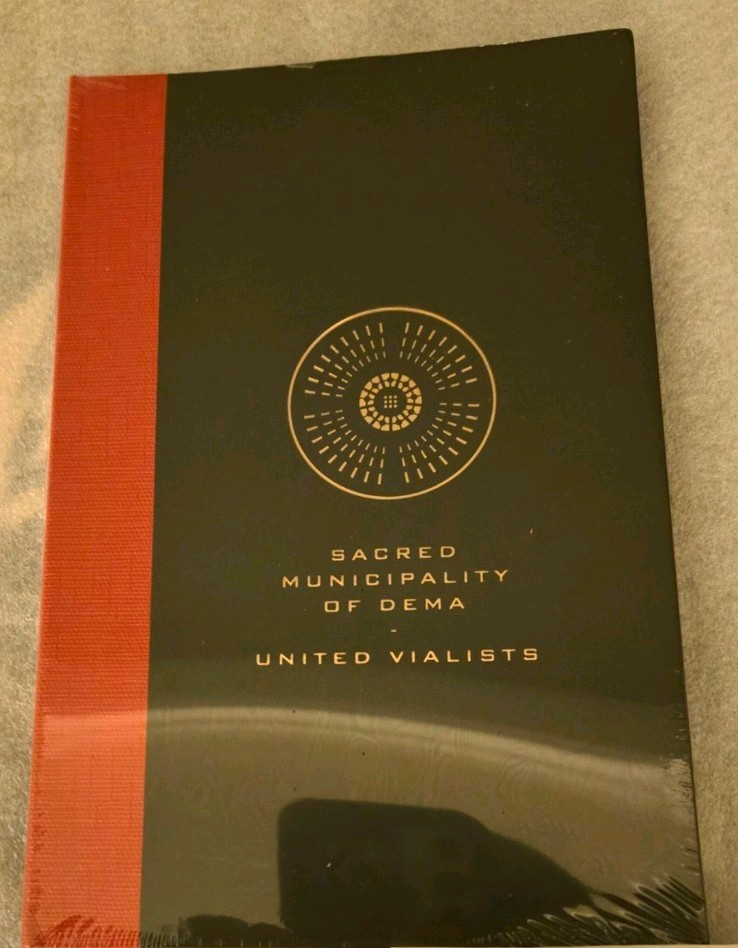 SACRED
MUNICIPALITY
OF DEMA
-
UNITED VIALISTS